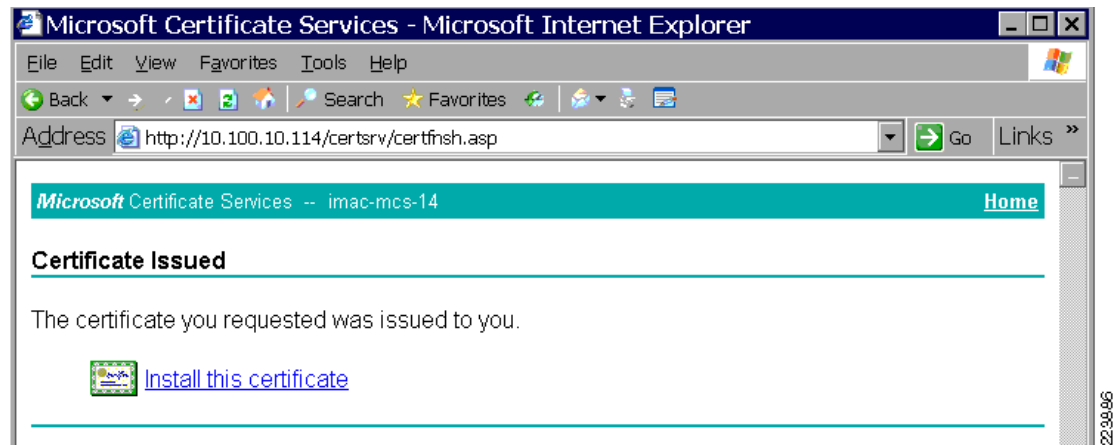 Microsoft Certificate Services - Microsoft Internet Explorer
File Edit View Favorites Tools Help
Back Search Favorites
Address http://10.100.10.114/certsrv/certfnsh.asp Go Links »
Microsoft Certificate Services -- imac-mcs-14 Home
Certificate Issued
The certificate you requested was issued to you.
Install this certificate
223886